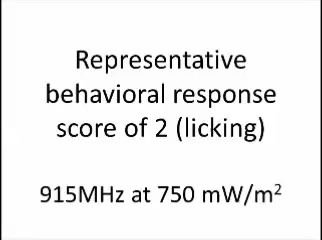 Representative
behavioral response
score of 2 (licking)
915MHz at 750 mW/m²